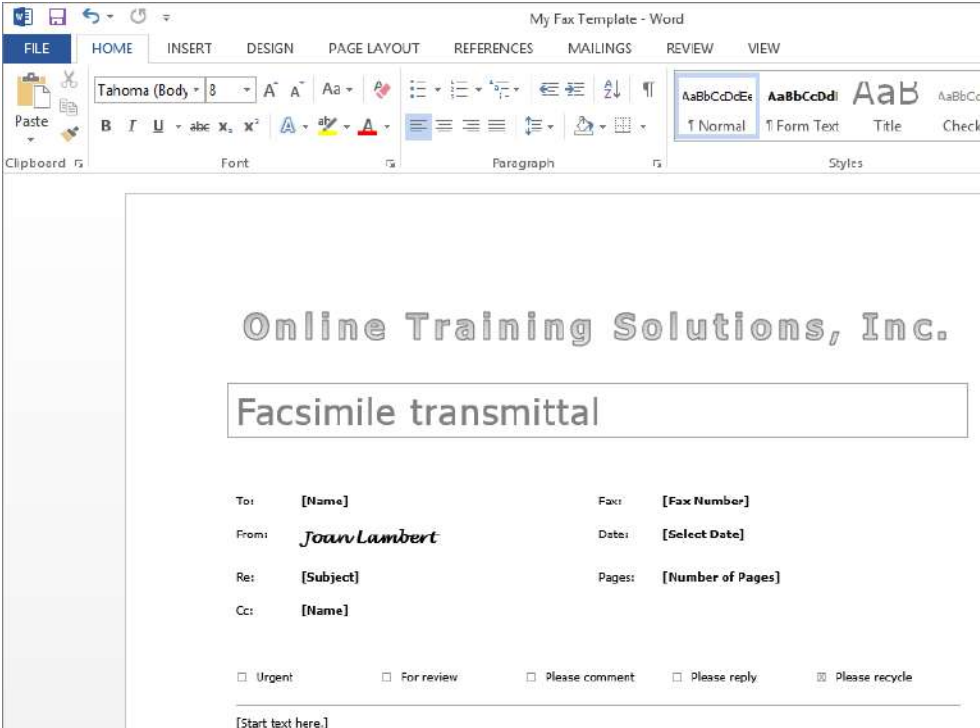 My Fax Template - Word
FILE HOME INSERT DESIGN PAGE LAYOUT REFERENCES MAILINGS REVIEW VIEW
Tahoma (Body 8 A A Aa
Paste
B I U abc X₂ X² A aby A
AaBbCcDdEe AaBbCcDdI AaB AaBbCc
¶ Normal ¶ Form Text Title Check
Clipboard Font Paragraph Styles
Online Training Solutions, Inc.
Facsimile transmittal
To: [Name] Fax: [Fax Number]
From: Joan Lambert Date: [Select Date]
Re: [Subject] Pages: [Number of Pages]
Cc: [Name]
☐ Urgent ☐ For review ☐ Please comment ☐ Please reply ☒ Please recycle
[Start text here.]